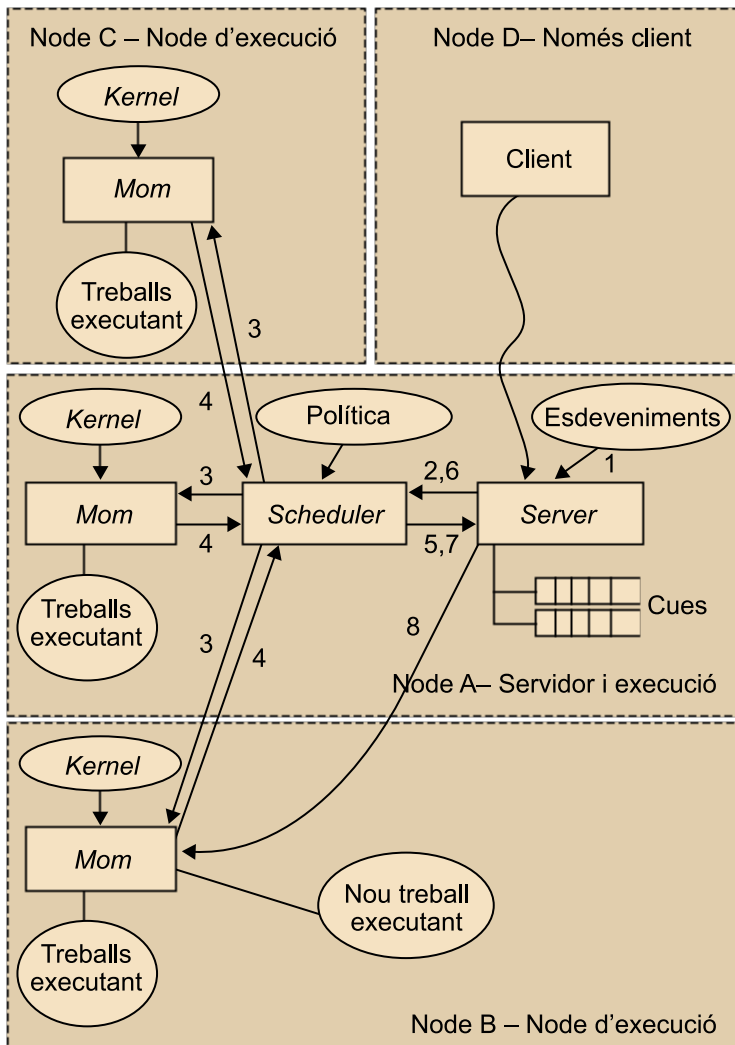 Node C – Node d'execució
Kernel
Mom
Treballs
executant
3
4
Node D– Només client
Client
Kernel
Mom
Treballs
executant
3
4
Política
Scheduler
2,6
5,7
Esdeveniments
1
Server
Cues
3
4
8
Node A– Servidor i execució
Kernel
Mom
Treballs
executant
Nou treball
executant
Node B – Node d'execució